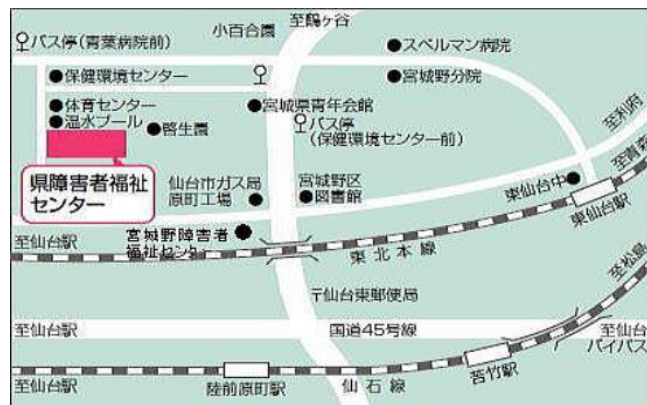 至鶴ヶ谷
小百合園
バス停(青葉病院前)
スペルマン病院
保健環境センター
宮城野分院
体育センター
宮城県青年会館
至利府
温水プール
啓生園
バス停
(保健環境センター前)
至青森
県障害者福祉
センター
仙台市ガス局
原町工場
宮城野区
図書館
東仙台中
東仙台駅
宮城野障害者
福祉センター
至仙台駅
東北本線
至松島
〒仙台東郵便局
至仙台駅
国道45号線
至仙台
バイパス
苦竹駅
陸前原町駅
仙石線
至仙台駅